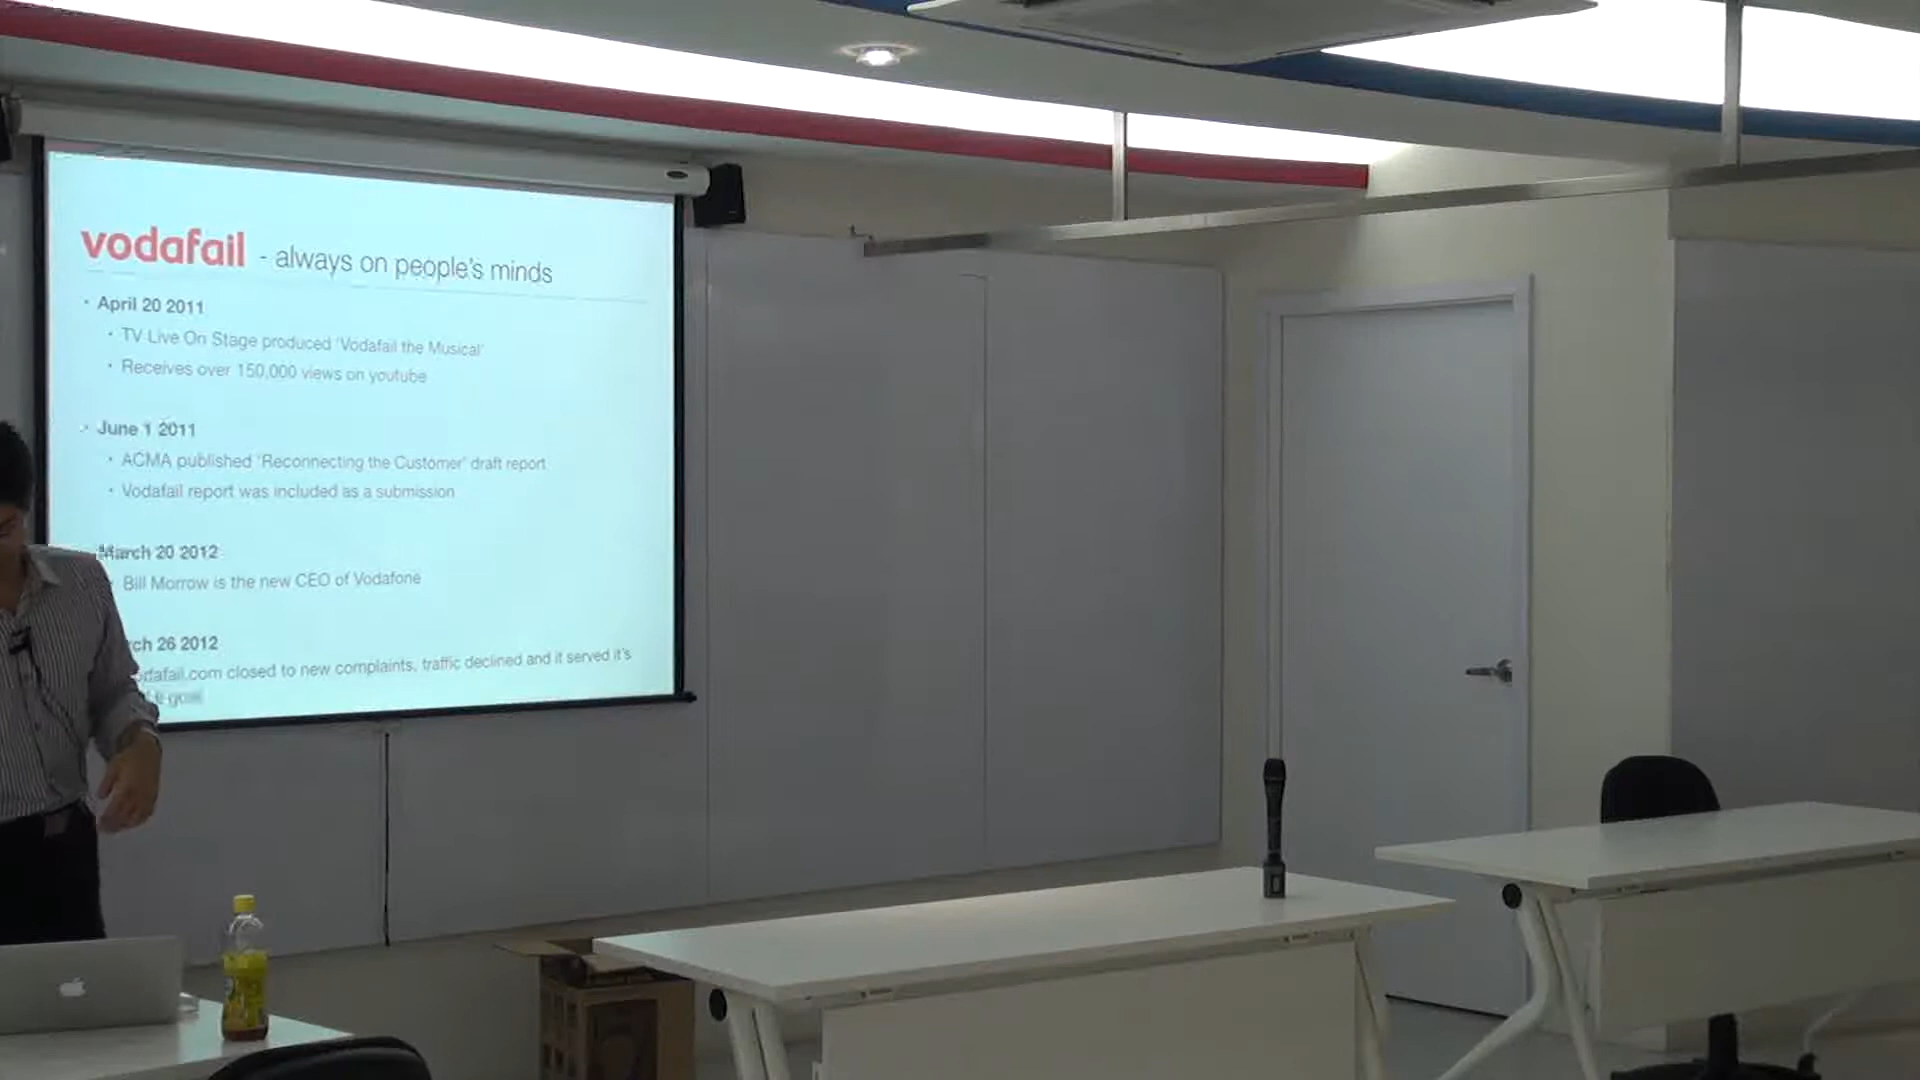 vodafail - always on people's minds
• April 20 2011
• TV Live On Stage produced 'Vodafail the Musical'
• Receives over 150,000 views on youtube
• June 1 2011
• ACMA published 'Reconnecting the Customer' draft report
• Vodafail report was included as a submission
March 20 2012
• Bill Morrow is the new CEO of Vodafone
26 2012
closed to new complaints, traffic declined and it served it's
goal